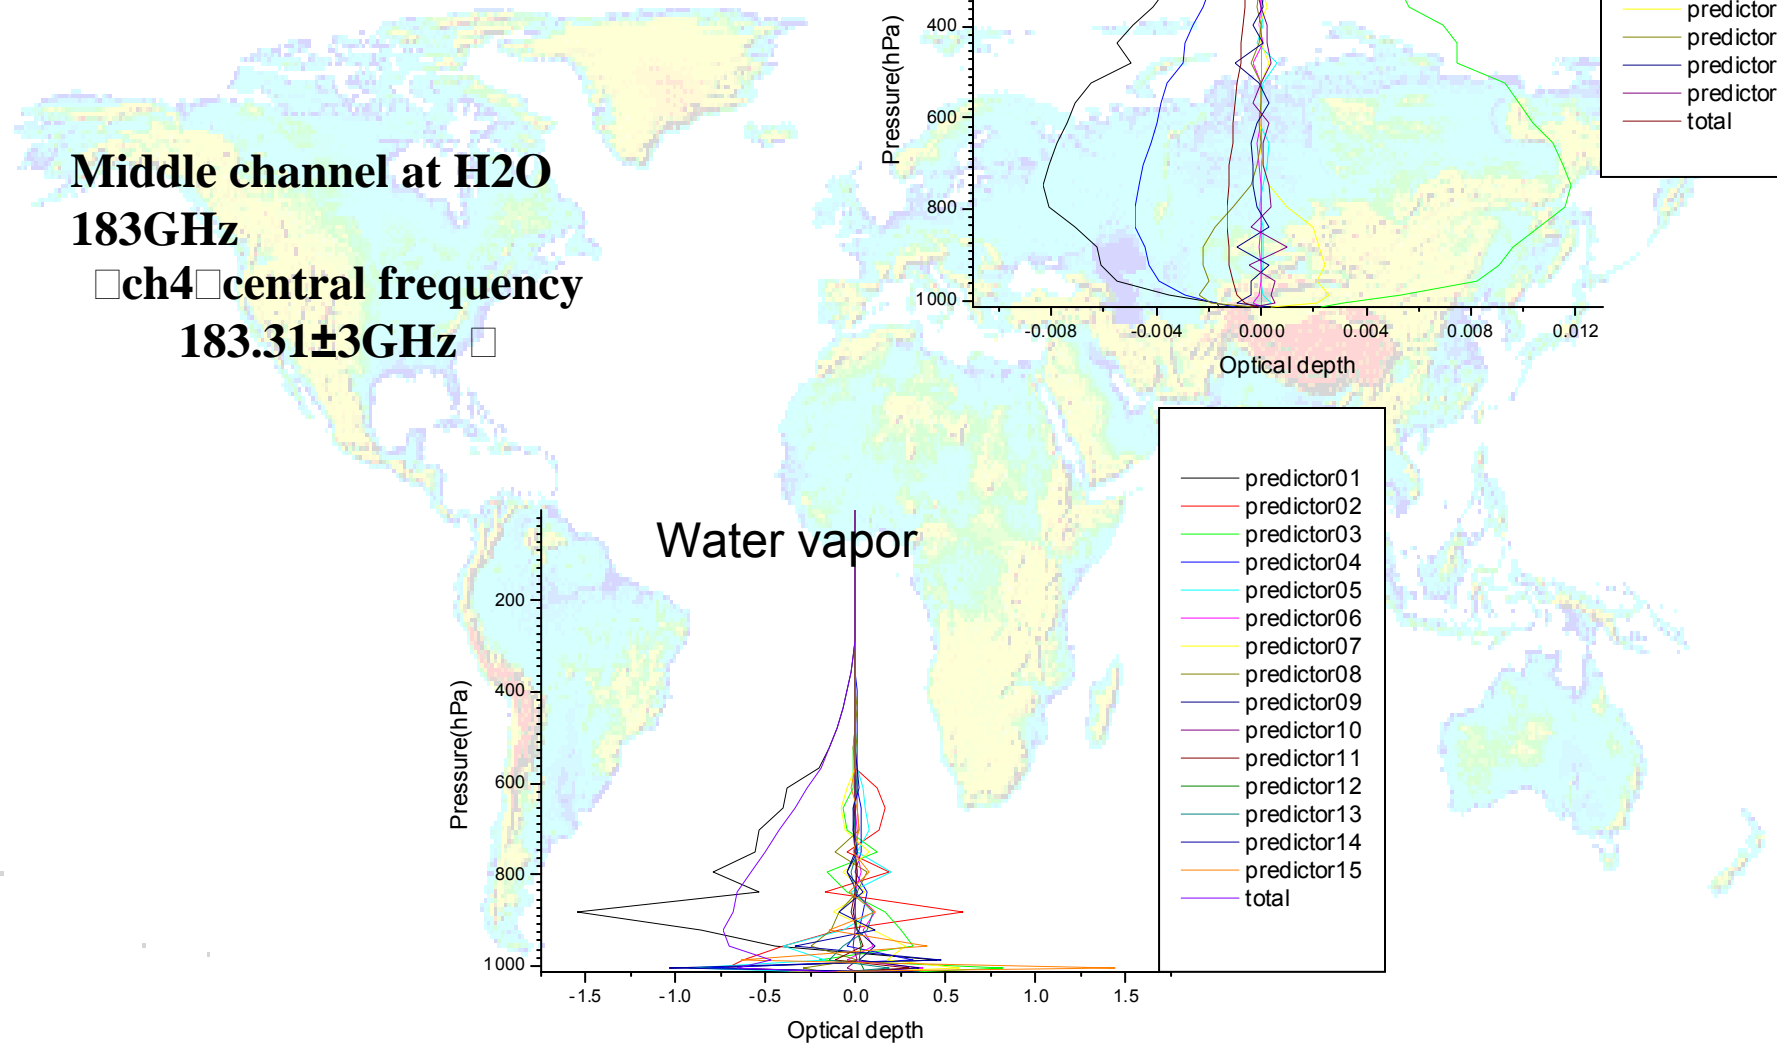 400
600
800
1000
Pressure(hPa)
-0.008
-0.004
0.000
0.004
0.008
0.012
Optical depth
predictor
predictor
predictor
predictor
total
Middle channel at H2O
183GHz
□ch4□central frequency
183.31±3GHz □
Water vapor
200
400
600
800
1000
Pressure(hPa)
-1.5
-1.0
-0.5
0.0
0.5
1.0
1.5
Optical depth
predictor01
predictor02
predictor03
predictor04
predictor05
predictor06
predictor07
predictor08
predictor09
predictor10
predictor11
predictor12
predictor13
predictor14
predictor15
total